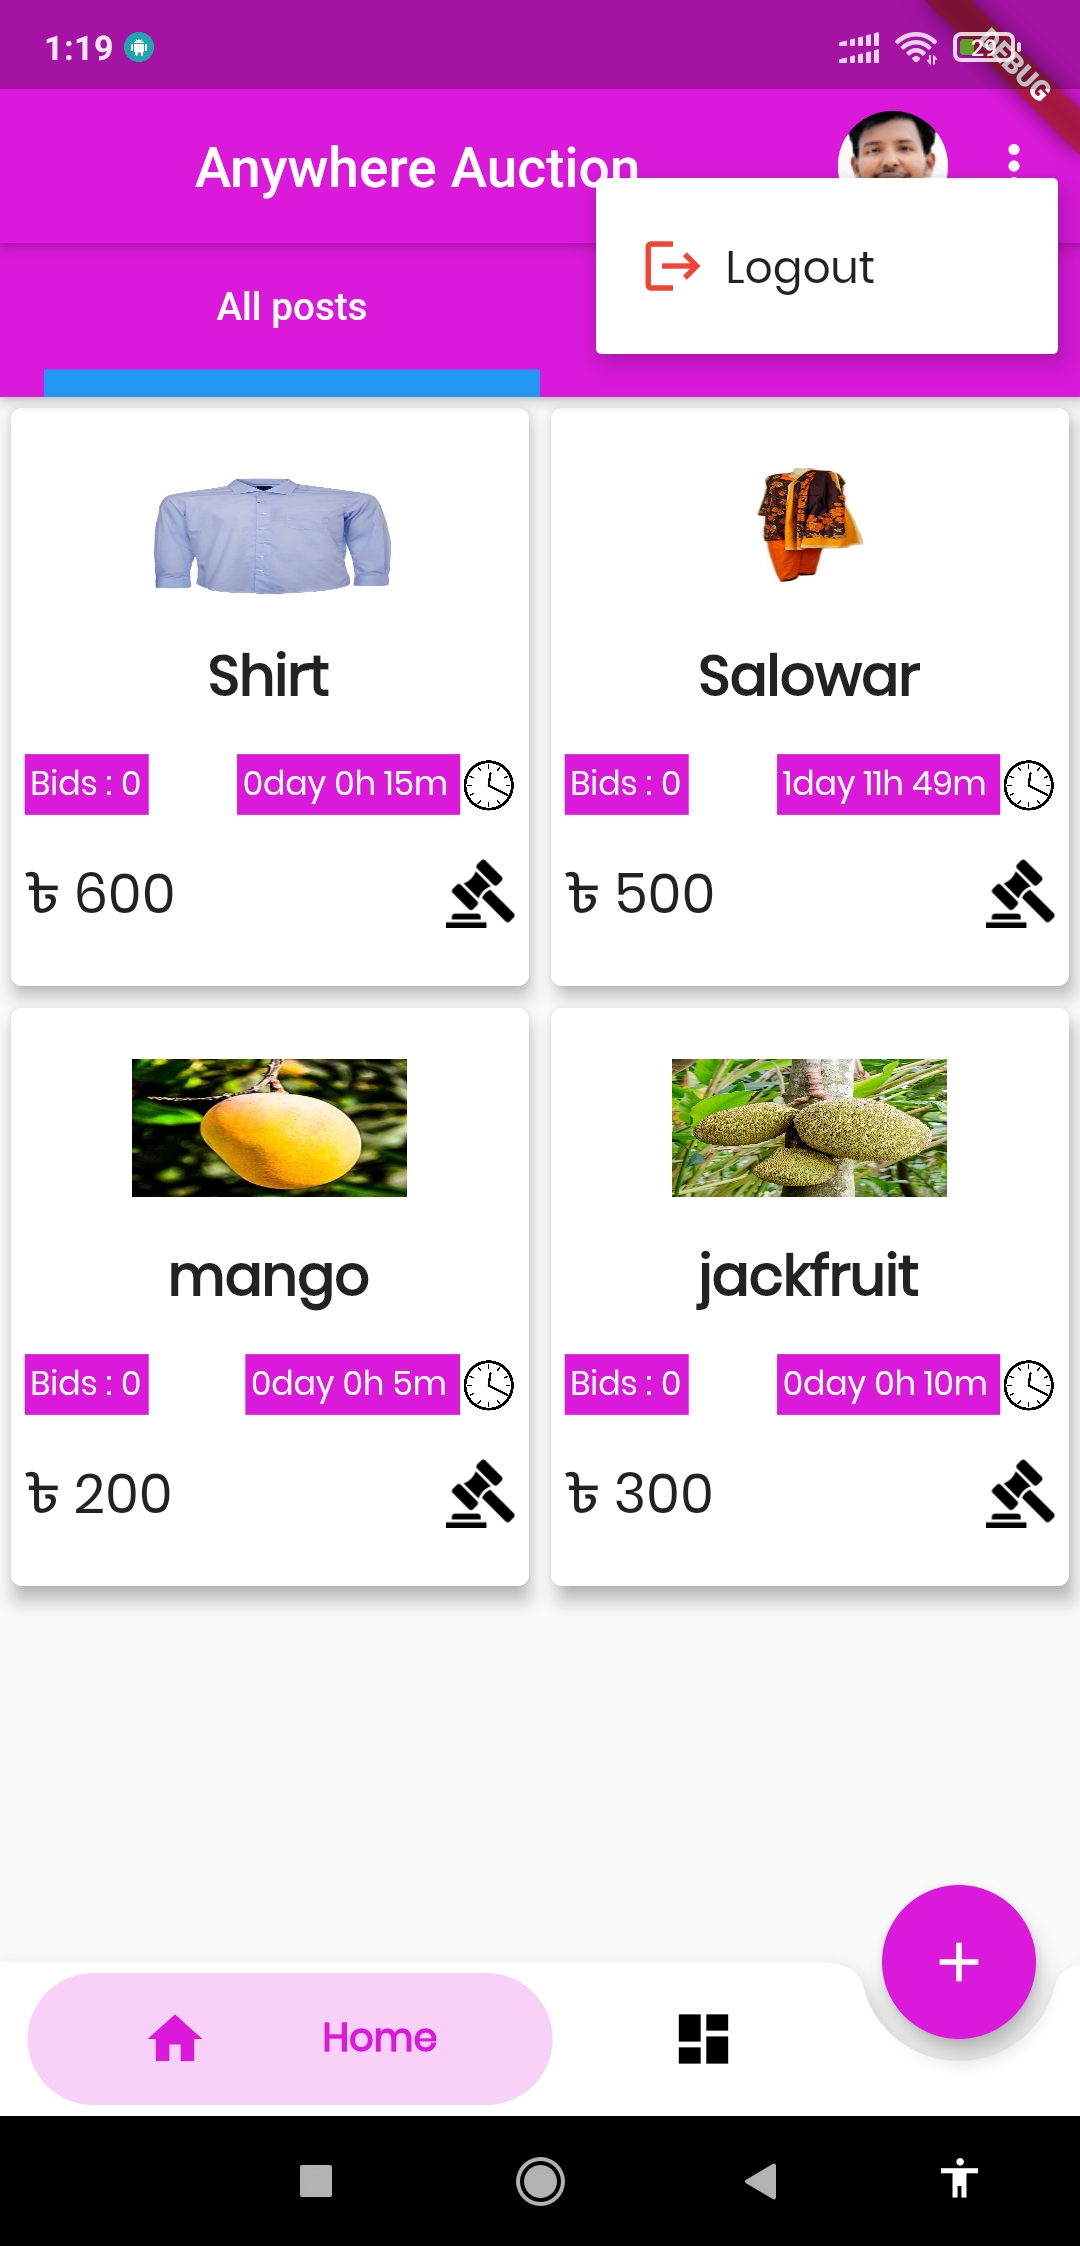 1:19
29
DEBUG
Anywhere Auction
Logout
All posts
Shirt
Salowar
Bids : 0
0day 0h 15m
Bids : 0
1day 11h 49m
৳ 600
৳ 500
mango
jackfruit
Bids : 0
0day 0h 5m
Bids : 0
0day 0h 10m
৳ 200
৳ 300
Home